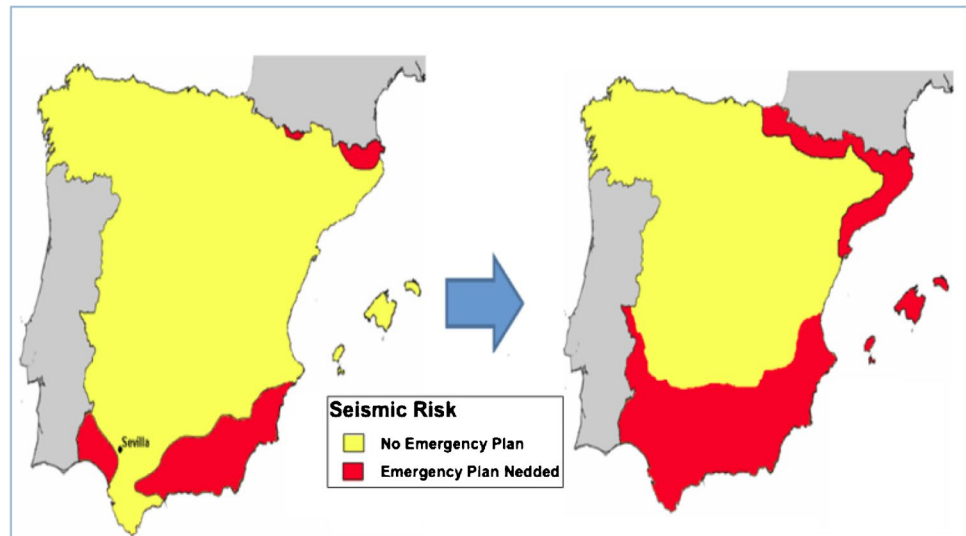 Sevilla
Seismic Risk
No Emergency Plan
Emergency Plan Nedded